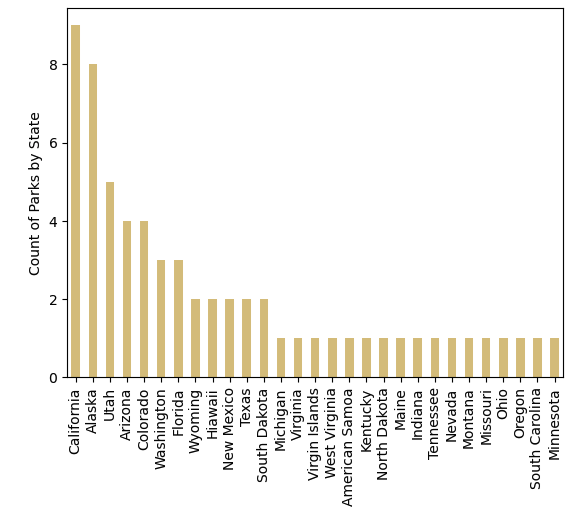 Count of Parks by State
8
6
4
2
0
California
Alaska
Utah
Arizona
Colorado
Washington
Florida
Wyoming
Hiawaii
New Mexico
Texas
South Dakota
Michigan
Virginia
Virgin Islands
West Virginia
American Samoa
Kentucky
North Dakota
Maine
Indiana
Tennessee
Nevada
Montana
Missouri
Ohio
Oregon
South Carolina
Minnesota